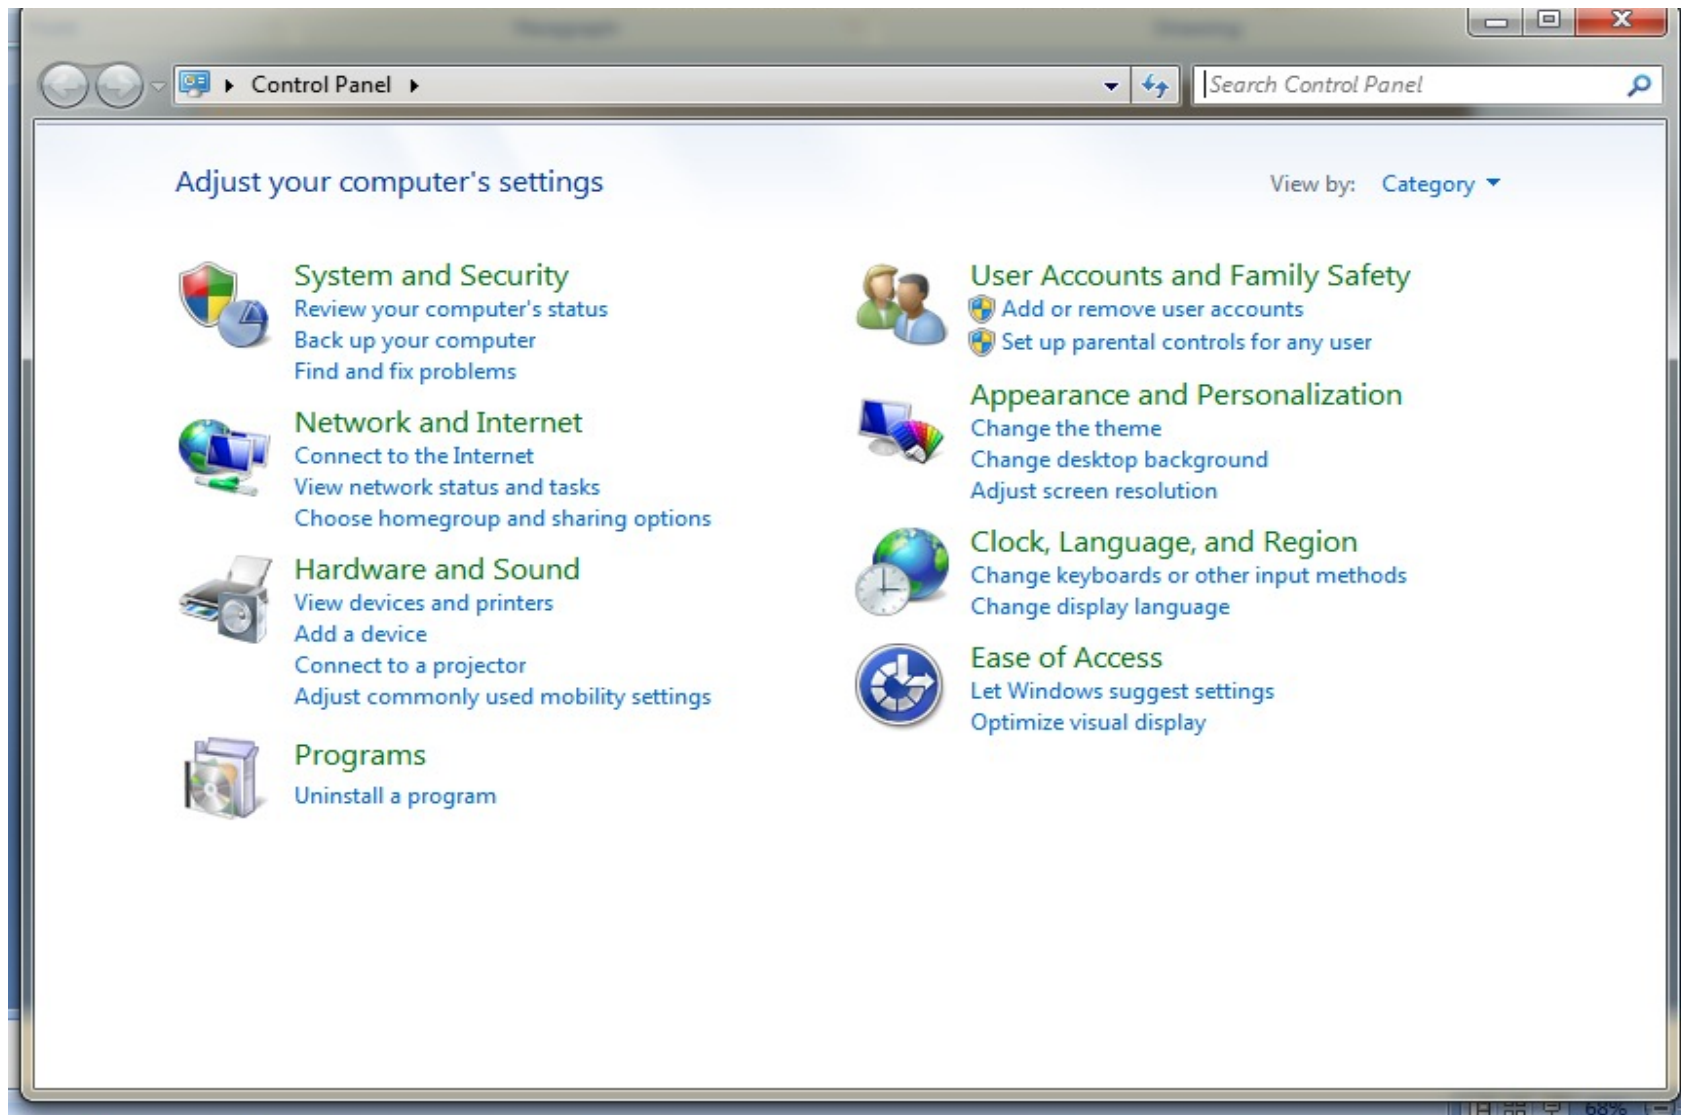 Control Panel
Search Control Panel
Adjust your computer's settings
View by: Category
System and Security
Review your computer's status
Back up your computer
Find and fix problems
Network and Internet
Connect to the Internet
View network status and tasks
Choose homegroup and sharing options
Hardware and Sound
View devices and printers
Add a device
Connect to a projector
Adjust commonly used mobility settings
Programs
Uninstall a program
User Accounts and Family Safety
Add or remove user accounts
Set up parental controls for any user
Appearance and Personalization
Change the theme
Change desktop background
Adjust screen resolution
Clock, Language, and Region
Change keyboards or other input methods
Change display language
Ease of Access
Let Windows suggest settings
Optimize visual display
68%